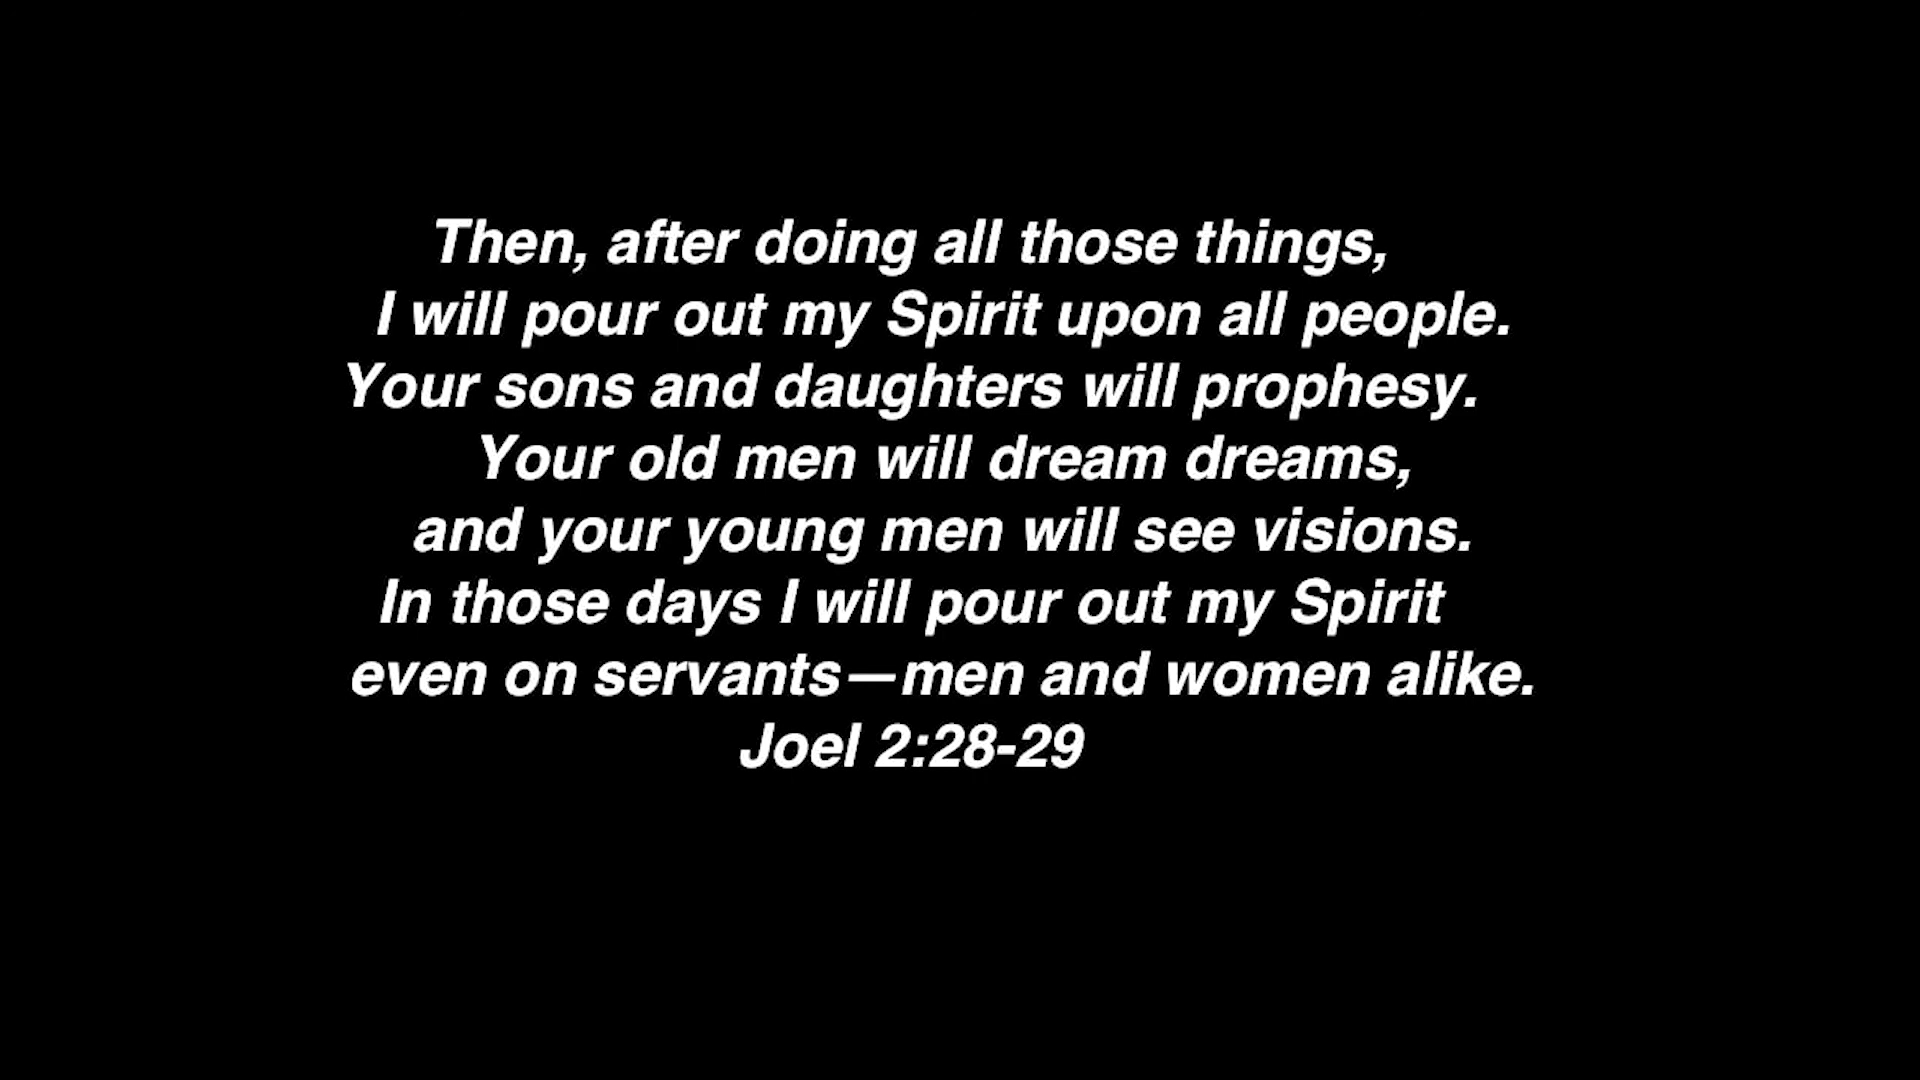 Then, after doing all those things,
I will pour out my Spirit upon all people.
Your sons and daughters will prophesy.
Your old men will dream dreams,
and your young men will see visions.
In those days I will pour out my Spirit
even on servants—men and women alike.
Joel 2:28-29